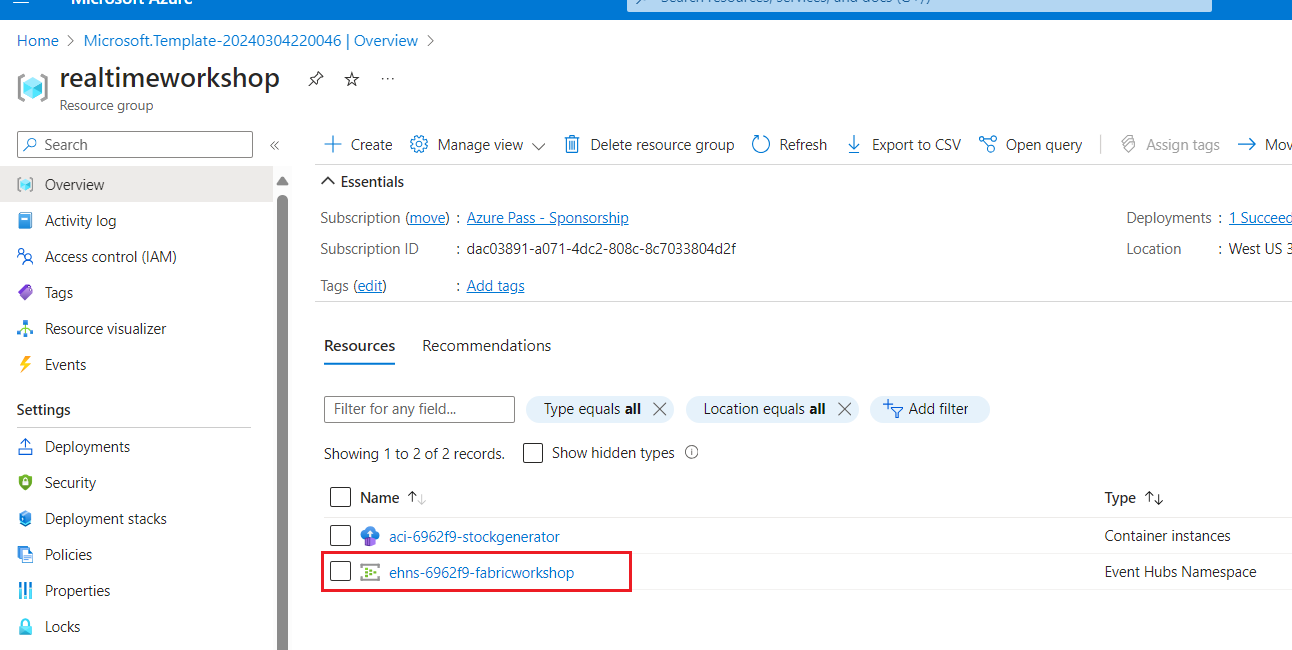 Microsoft Azure
Search resources, services, and docs (G+/)
Home > Microsoft.Template-20240304220046 | Overview >
realtimeworkshop
Resource group
Search
Create Manage view Delete resource group Refresh Export to CSV Open query Assign tags Mov
Overview
Activity log
Access control (IAM)
Tags
Resource visualizer
Events
Settings
Deployments
Security
Deployment stacks
Policies
Properties
Locks
Essentials
Subscription (move) : Azure Pass - Sponsorship
Deployments : 1 Succeed
Subscription ID : dac03891-a071-4dc2-808c-8c7033804d2f
Location : West US 3
Tags (edit) : Add tags
Resources Recommendations
Filter for any field... Type equals all Location equals all Add filter
Showing 1 to 2 of 2 records. Show hidden types
Name Type
aci-6962f9-stockgenerator Container instances
ehns-6962f9-fabricworkshop Event Hubs Namespace